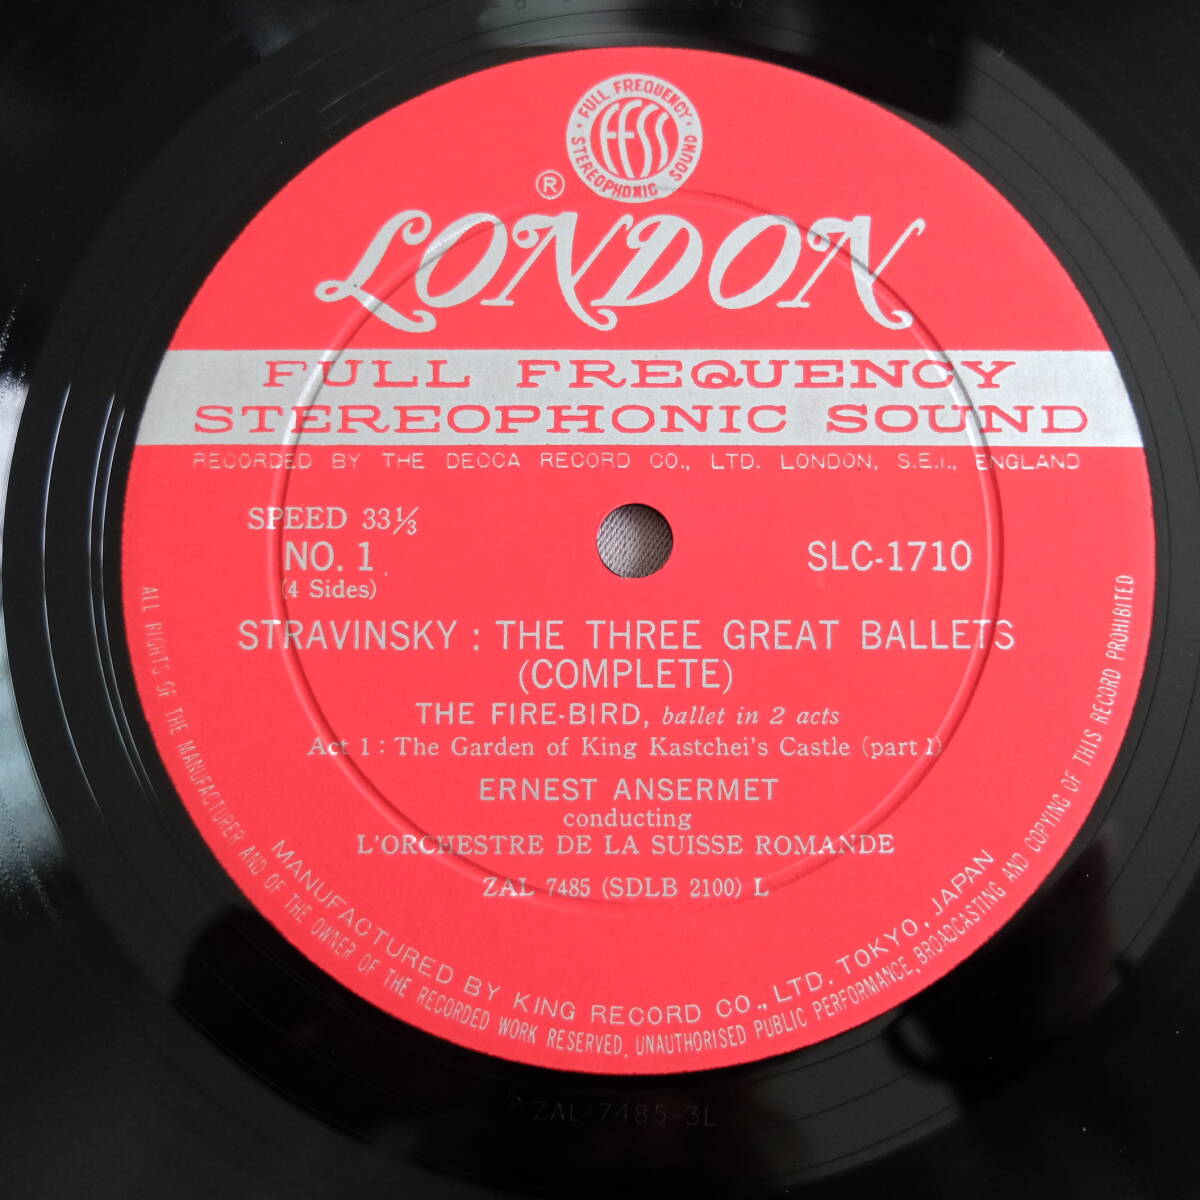 FULL FREQUENCY
STEREOPHONIC SOUND
FFSS
®
LONDON
FULL FREQUENCY
STEREOPHONIC SOUND
RECORDED BY THE DECCA RECORD CO., LTD. LONDON, S.E.1., ENGLAND
SPEED 33⅓
NO. 1
(4 Sides)
SLC-1710
STRAVINSKY : THE THREE GREAT BALLETS
(COMPLETE)
THE FIRE-BIRD, ballet in 2 acts
Act 1 : The Garden of King Kastchei's Castle (part 1)
ERNEST ANSERMET
conducting
L'ORCHESTRE DE LA SUISSE ROMANDE
ZAL 7485 (SDLB 2100) L
MANUFACTURED BY KING RECORD CO., LTD. TOKYO, JAPAN
ALL RIGHTS OF THE MANUFACTURER AND OF THE OWNER OF THE RECORDED WORK RESERVED, UNAUTHORISED PUBLIC PERFORMANCE, BROADCASTING AND COPYING OF THIS RECORD PROHIBITED
ZAL-7485-3L